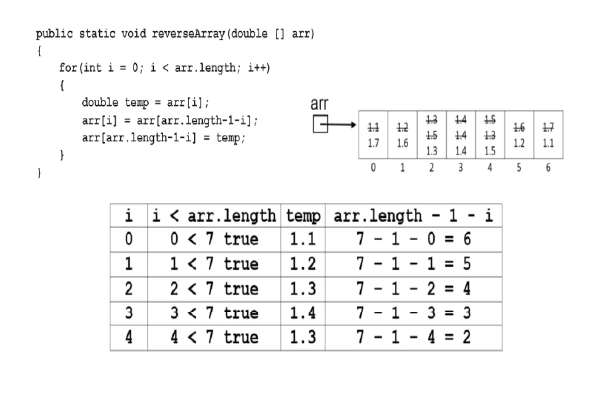 public static void reverseArray(double [] arr)
{
for(int i = 0; i < arr.length; i++)
{
double temp = arr[i];
arr[i] = arr[arr.length-1-i];
arr[arr.length-1-i] = temp;
}
}
arr
1.1 1.2 1.3 1.4 1.5 1.6 1.7
1.7 1.6 1.5 1.4 1.3 1.2 1.1
1.3 1.4 1.5
0 1 2 3 4 5 6
i i < arr.length temp arr.length - 1 - i
0 0 < 7 true 1.1 7 - 1 - 0 = 6
1 1 < 7 true 1.2 7 - 1 - 1 = 5
2 2 < 7 true 1.3 7 - 1 - 2 = 4
3 3 < 7 true 1.4 7 - 1 - 3 = 3
4 4 < 7 true 1.3 7 - 1 - 4 = 2